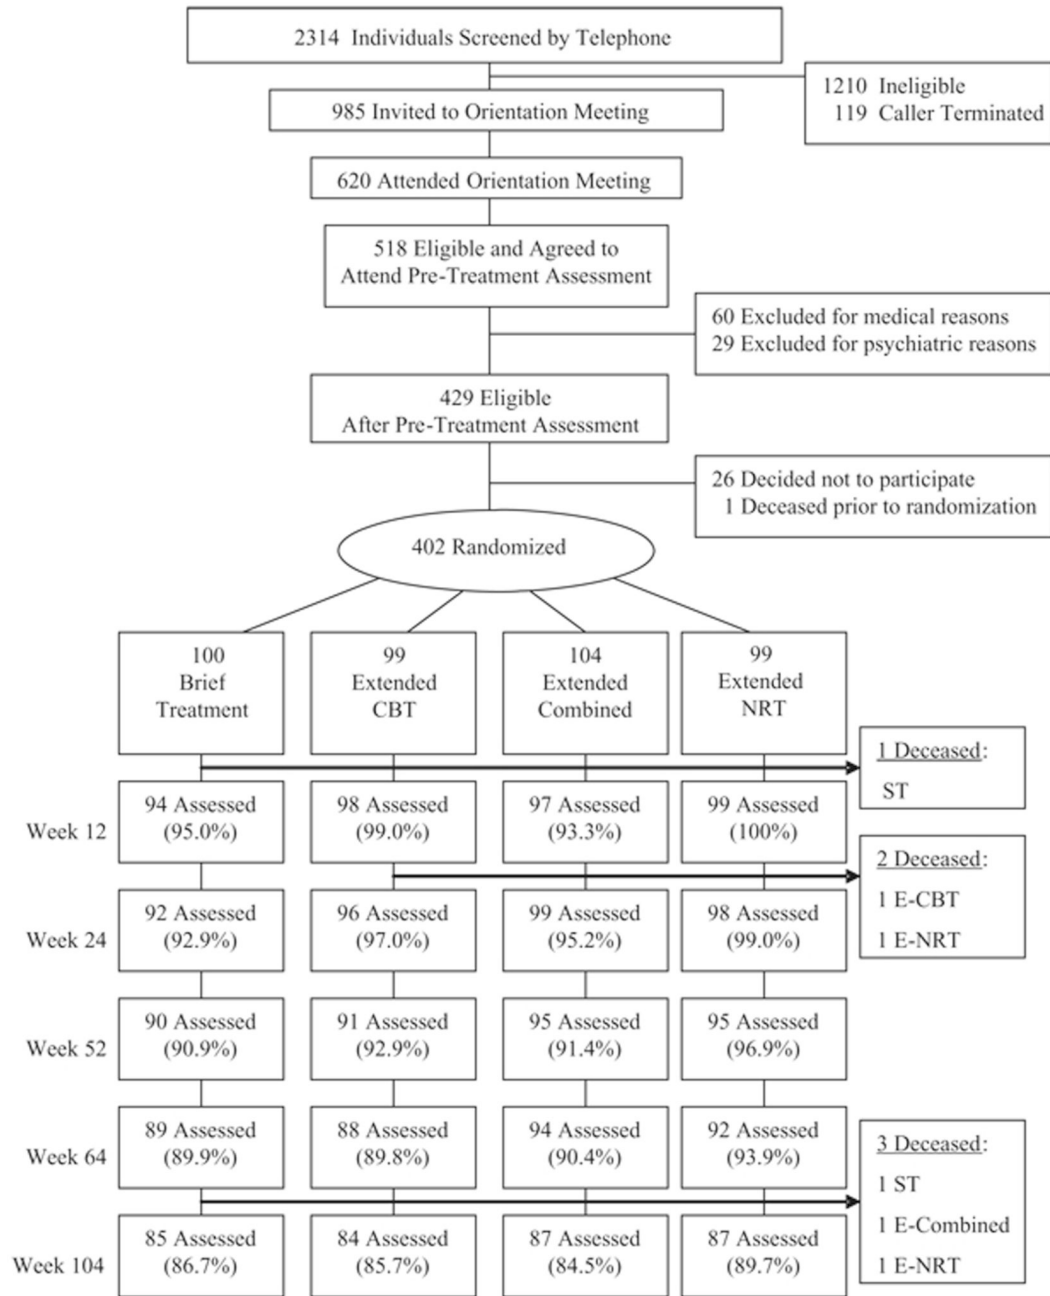 2314 Individuals Screened by Telephone
1210 Ineligible
119 Caller Terminated
985 Invited to Orientation Meeting
620 Attended Orientation Meeting
518 Eligible and Agreed to
Attend Pre-Treatment Assessment
60 Excluded for medical reasons
29 Excluded for psychiatric reasons
429 Eligible
After Pre-Treatment Assessment
26 Decided not to participate
1 Deceased prior to randomization
402 Randomized
100
Brief
Treatment
99
Extended
CBT
104
Extended
Combined
99
Extended
NRT
1 Deceased:
ST
Week 12
94 Assessed
(95.0%)
98 Assessed
(99.0%)
97 Assessed
(93.3%)
99 Assessed
(100%)
2 Deceased:
1 E-CBT
1 E-NRT
Week 24
92 Assessed
(92.9%)
96 Assessed
(97.0%)
99 Assessed
(95.2%)
98 Assessed
(99.0%)
Week 52
90 Assessed
(90.9%)
91 Assessed
(92.9%)
95 Assessed
(91.4%)
95 Assessed
(96.9%)
Week 64
89 Assessed
(89.9%)
88 Assessed
(89.8%)
94 Assessed
(90.4%)
92 Assessed
(93.9%)
3 Deceased:
1 ST
1 E-Combined
1 E-NRT
Week 104
85 Assessed
(86.7%)
84 Assessed
(85.7%)
87 Assessed
(84.5%)
87 Assessed
(89.7%)